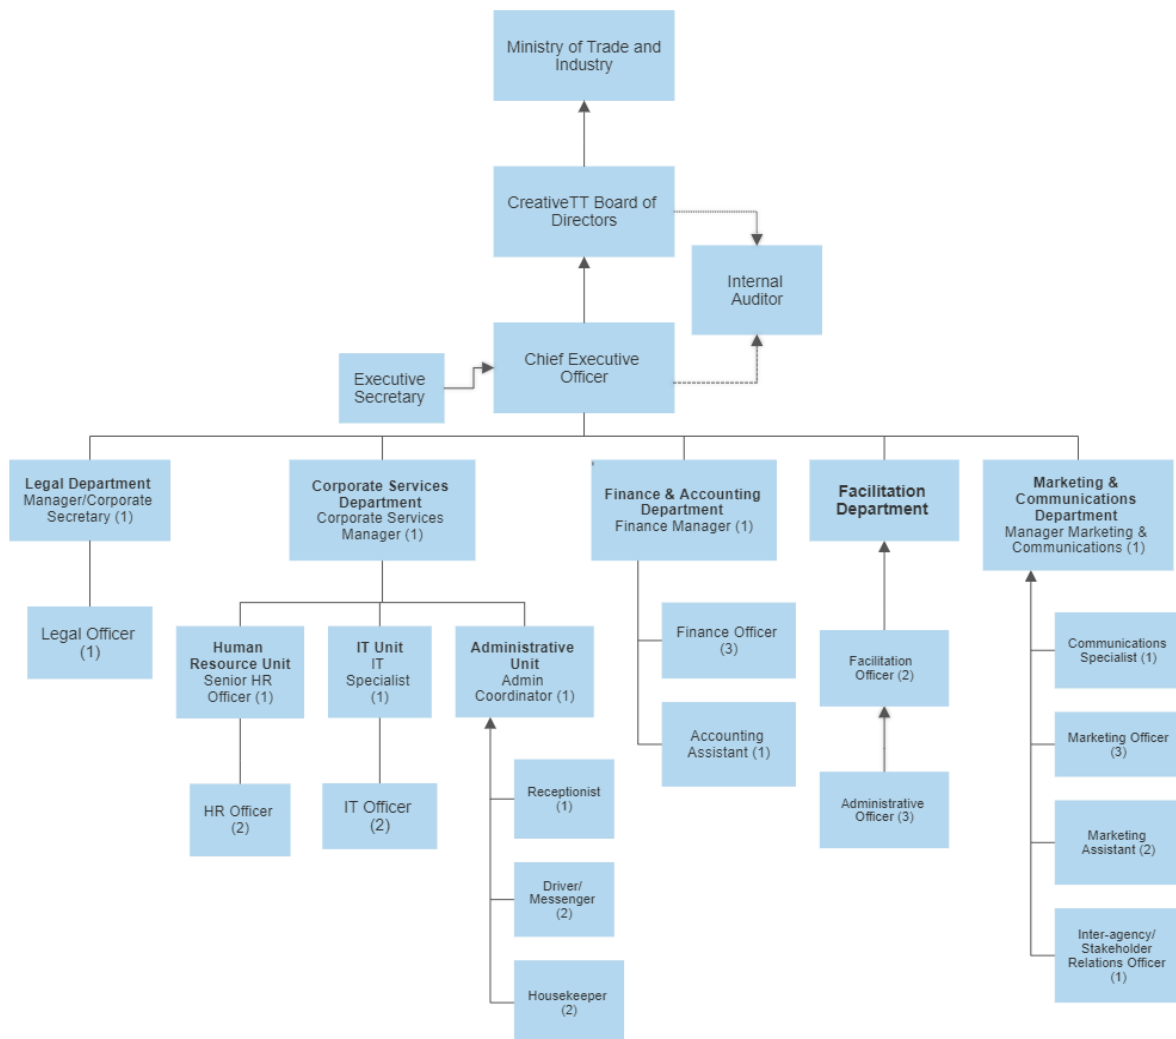 Ministry of Trade and
Industry
CreativeTT Board of
Directors
Internal
Auditor
Chief Executive
Officer
Executive
Secretary
Legal Department
Manager/Corporate
Secretary (1)
Corporate Services
Department
Corporate Services
Manager (1)
Finance & Accounting
Department
Finance Manager (1)
Facilitation
Department
Marketing &
Communications
Department
Manager Marketing &
Communications (1)
Legal Officer
(1)
Human
Resource Unit
Senior HR
Officer (1)
IT Unit
IT
Specialist
(1)
Administrative
Unit
Admin
Coordinator (1)
Finance Officer
(3)
Facilitation
Officer (2)
Communications
Specialist (1)
Accounting
Assistant (1)
Marketing Officer
(3)
HR Officer
(2)
IT Officer
(2)
Receptionist
(1)
Administrative
Officer (3)
Marketing
Assistant (2)
Driver/
Messenger
(2)
Inter-agency/
Stakeholder
Relations Officer
(1)
Housekeeper
(2)